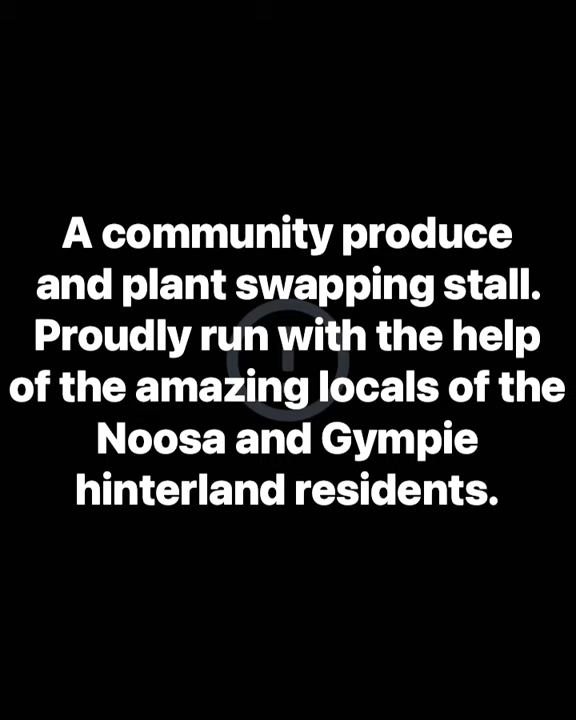 A community produce
and plant swapping stall.
Proudly run with the help
of the amazing locals of the
Noosa and Gympie
hinterland residents.